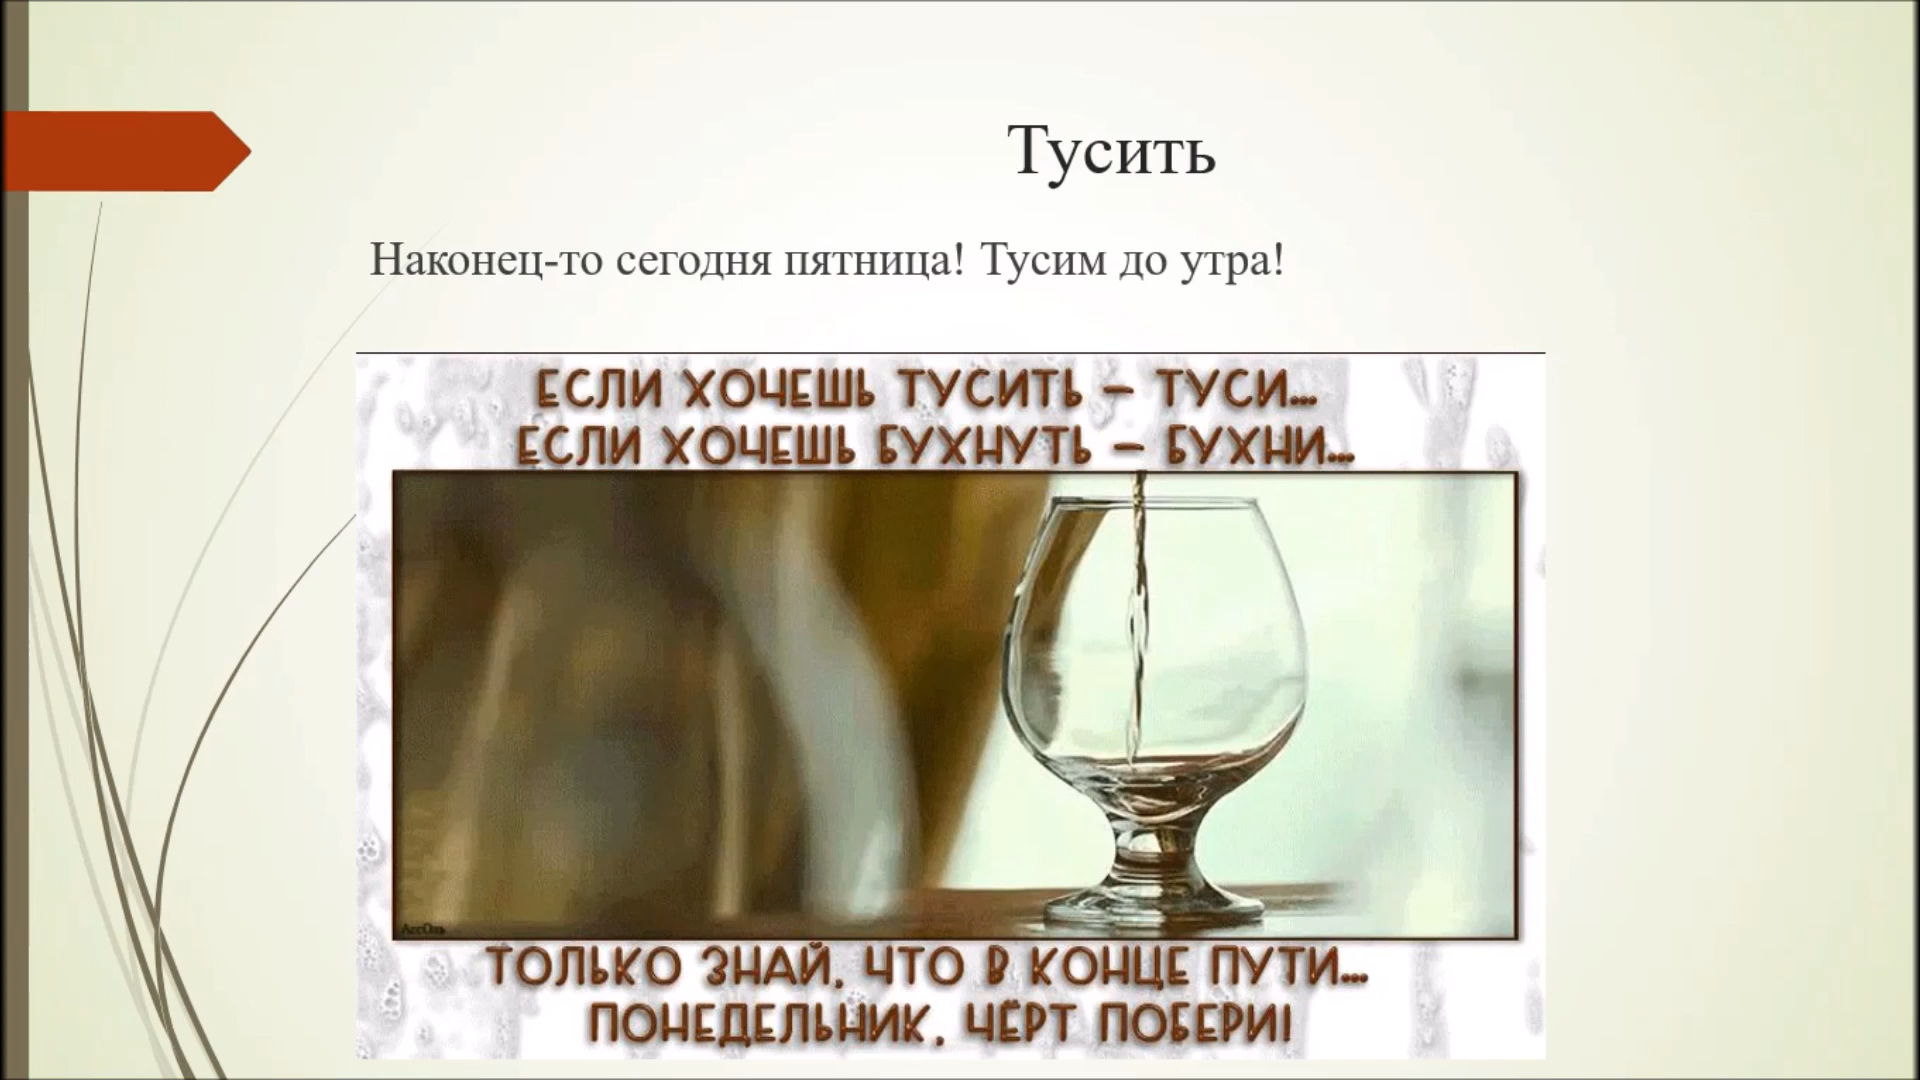 Тусить
Наконец-то сегодня пятница! Тусим до утра!
ЕСЛИ ХОЧЕШЬ ТУСИТЬ – ТУСИ...
ЕСЛИ ХОЧЕШЬ БУХНУТЬ – БУХНИ...
ТОЛЬКО ЗНАЙ, ЧТО В КОНЦЕ ПУТИ...
ПОНЕДЕЛЬНИК, ЧЁРТ ПОБЕРИ!